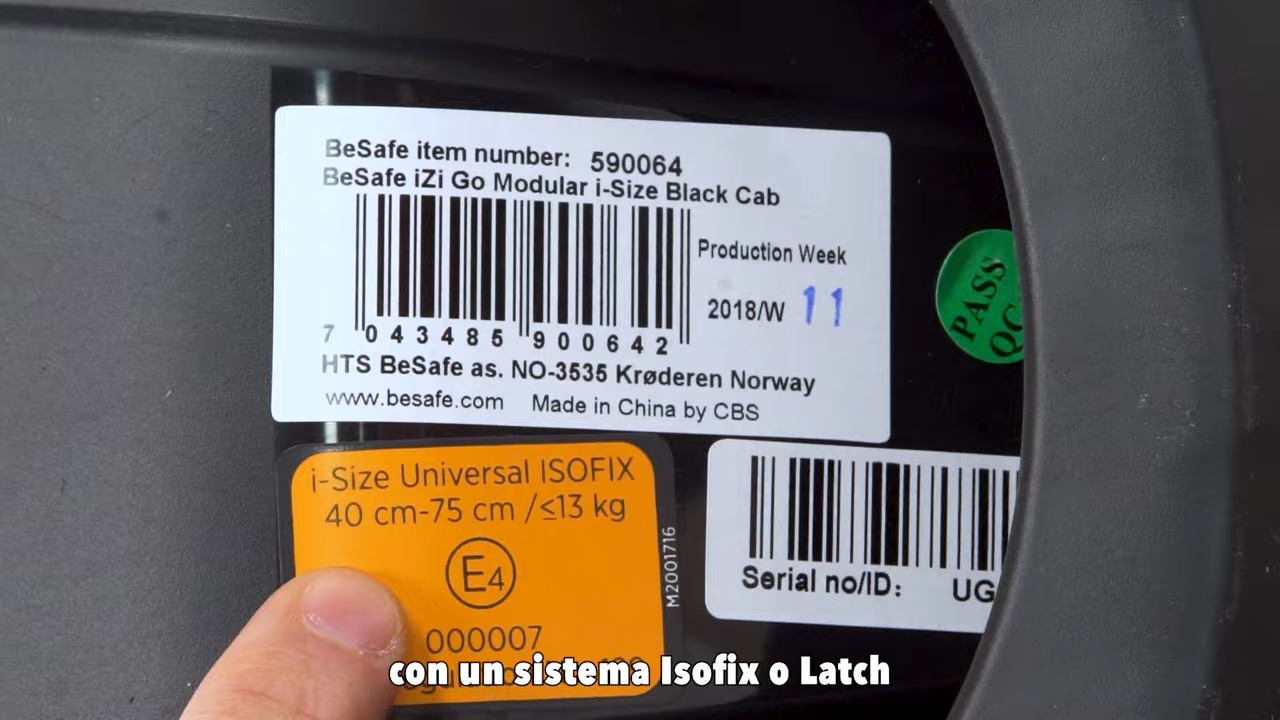 BeSafe item number: 590064
BeSafe iZi Go Modular i-Size Black Cab
Production Week
2018/W 11
7 043485 900642
HTS BeSafe as. NO-3535 Krøderen Norway
www.besafe.com Made in China by CBS
PASS
QC
i-Size Universal ISOFIX
40 cm-75 cm /≤13 kg
E4
000007
M2001716
Serial no/ID: UG
con un sistema Isofix o Latch